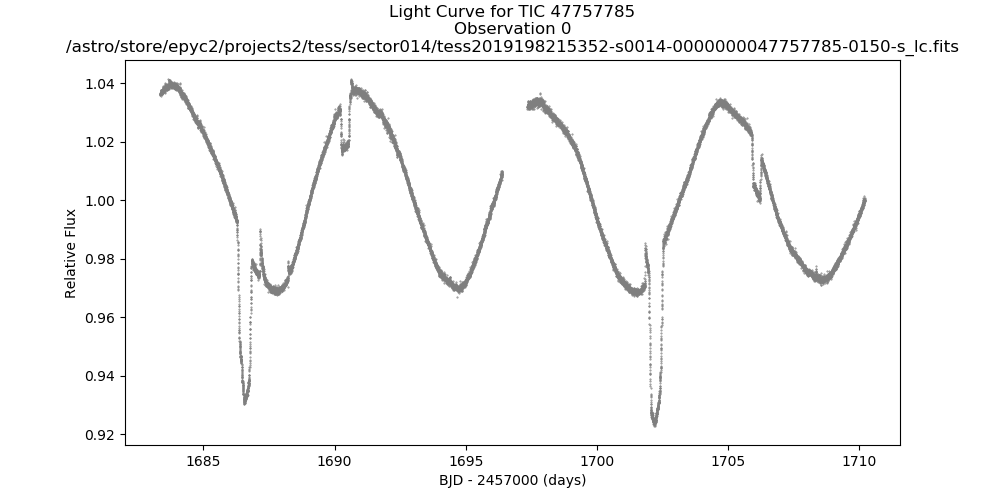 Light Curve for TIC 47757785
Observation 0
/astro/store/epyc2/projects2/tess/sector014/tess2019198215352-s0014-0000000047757785-0150-s_lc.fits
1.04
1.02
1.00
0.98
0.96
0.94
0.92
Relative Flux
1685
1690
1695
1700
1705
1710
BJD - 2457000 (days)